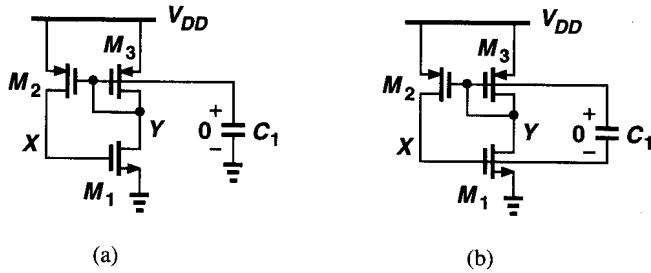 V_DD
M_3
M_2
X
Y
M_1
+
0
−
C_1
(a)
V_DD
M_3
M_2
X
Y
M_1
+
0
−
C_1
(b)